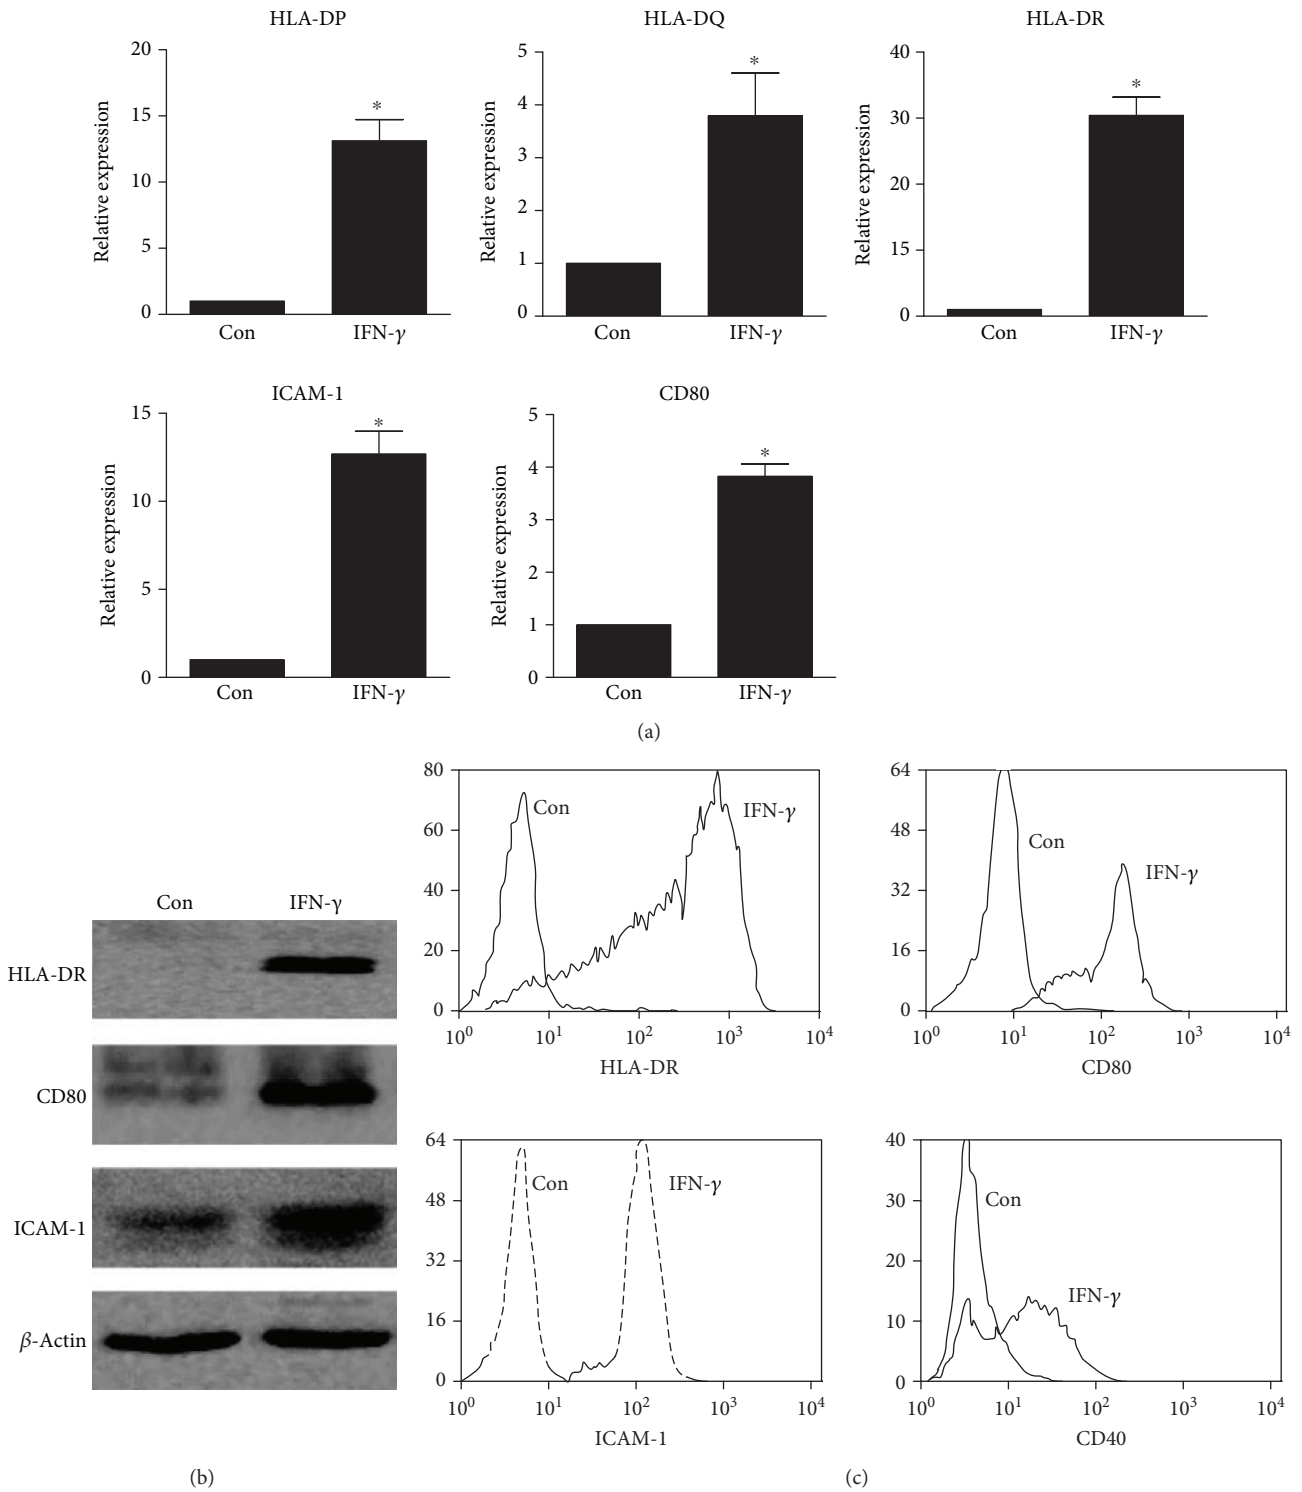 HLA-DP
HLA-DQ
HLA-DR
20
15
10
5
0
Relative expression
*
Con
IFN-γ
5
4
3
2
1
0
Relative expression
*
Con
IFN-γ
40
30
20
15
0
Relative expression
*
Con
IFN-γ
ICAM-1
CD80
15
10
5
0
Relative expression
*
Con
IFN-γ
5
4
3
2
1
0
Relative expression
*
Con
IFN-γ
(a)
Con
IFN-γ
HLA-DR
CD80
ICAM-1
β-Actin
(b)
80
60
40
20
0
Con
IFN-γ
10⁰
10¹
10²
10³
10⁴
HLA-DR
64
48
32
16
0
Con
IFN-γ
10⁰
10¹
10²
10³
10⁴
CD80
64
48
32
16
0
Con
IFN-γ
10⁰
10¹
10²
10³
10⁴
ICAM-1
40
30
20
10
0
Con
IFN-γ
10⁰
10¹
10²
10³
10⁴
CD40
(c)